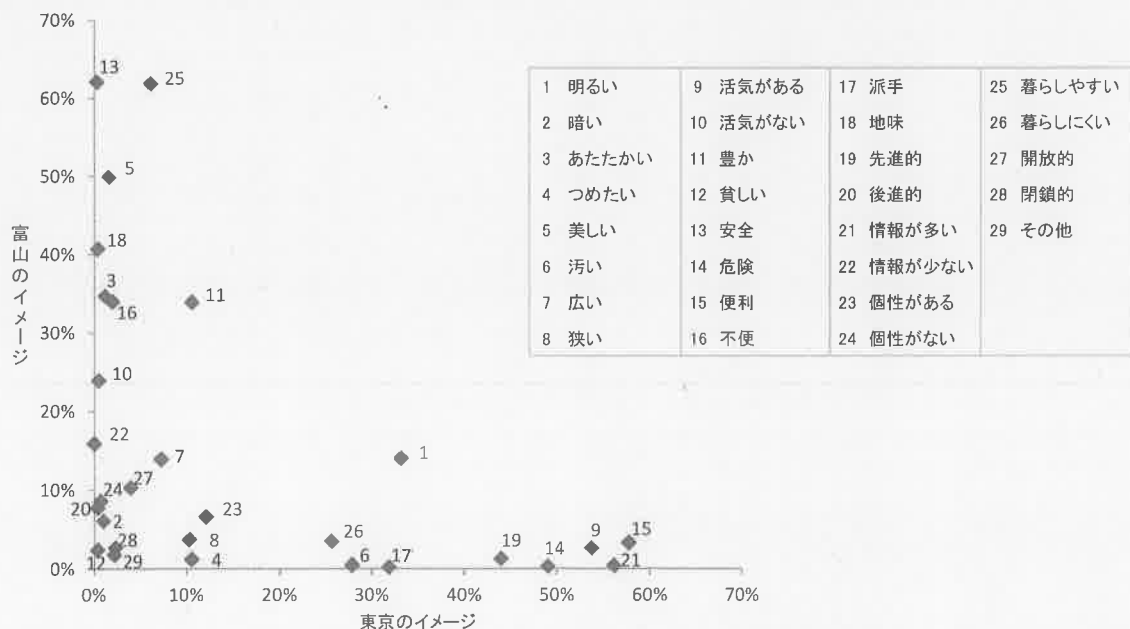 70%
60%
50%
40%
30%
20%
10%
0%
富山のイメージ
13
25
5
18
3
16
11
10
22
7
1
24
27
20
2
23
12
28
29
8
4
26
6
17
19
14
9
15
21
0%
10%
20%
30%
40%
50%
60%
70%
東京のイメージ
1 明るい
2 暗い
3 あたたかい
4 つめたい
5 美しい
6 汚い
7 広い
8 狭い
9 活気がある
10 活気がない
11 豊か
12 貧しい
13 安全
14 危険
15 便利
16 不便
17 派手
18 地味
19 先進的
20 後進的
21 情報が多い
22 情報が少ない
23 個性がある
24 個性がない
25 暮らしやすい
26 暮らしにくい
27 開放的
28 閉鎖的
29 その他